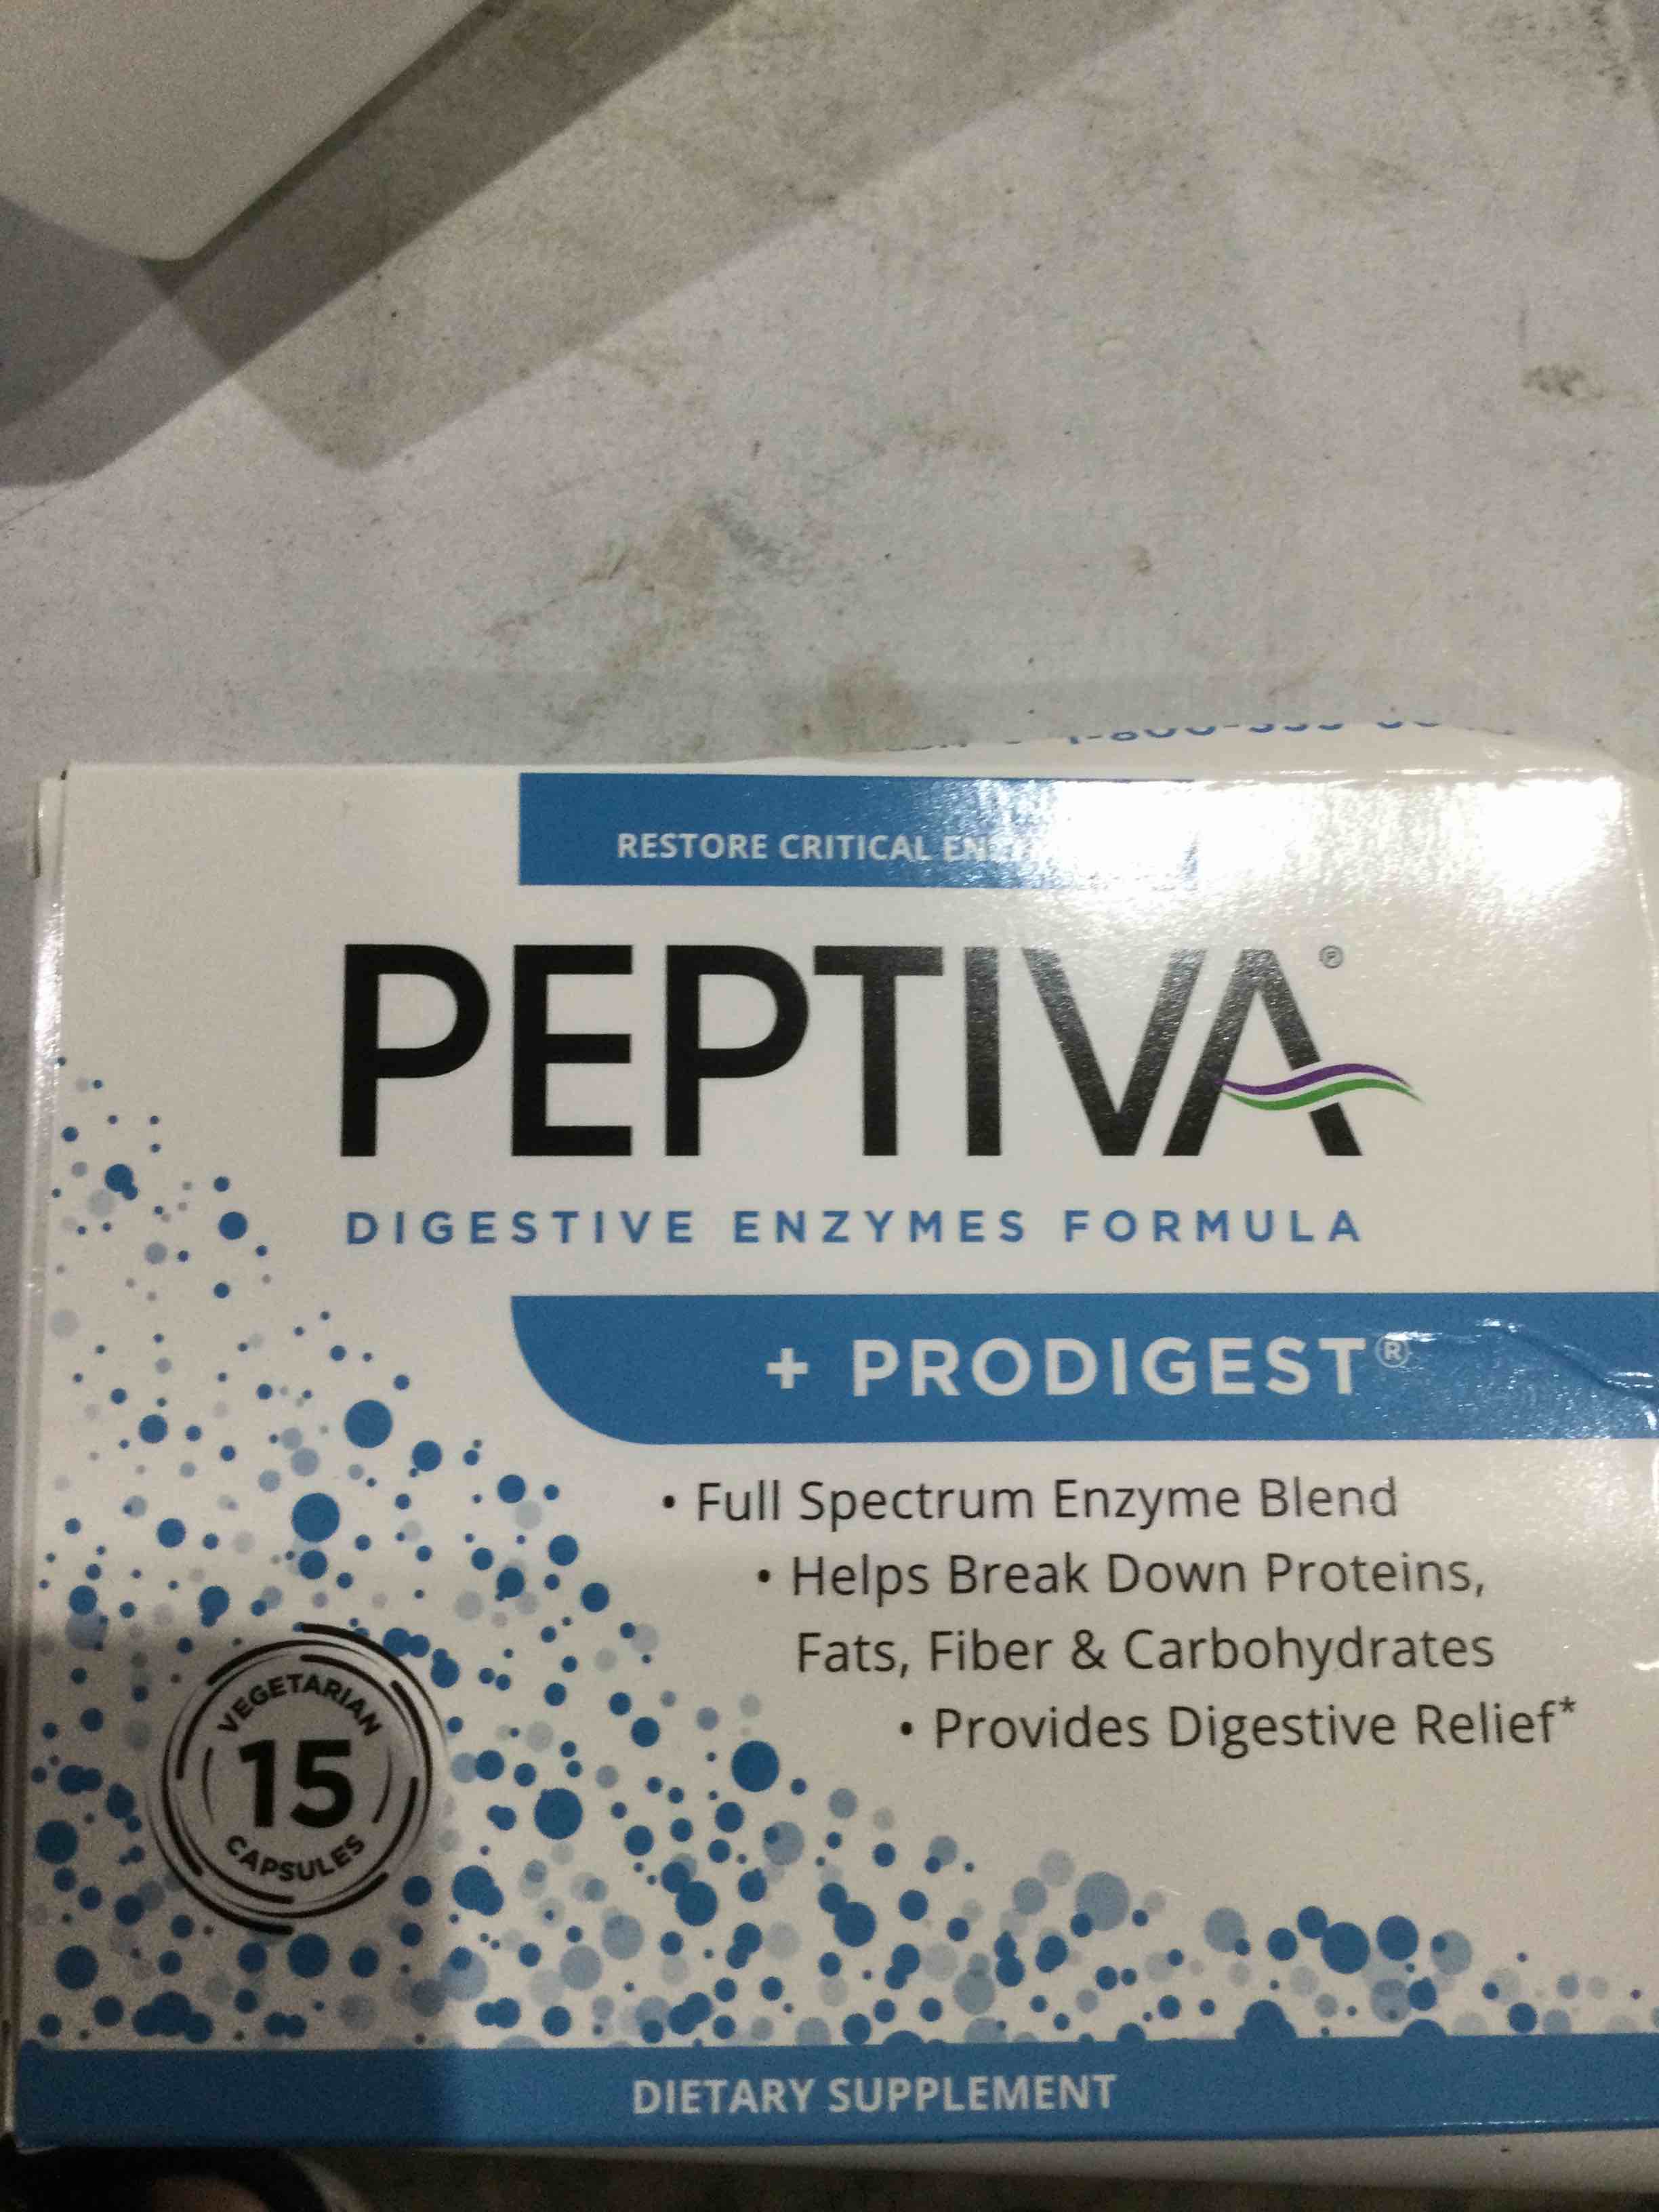 RESTORE CRITICAL
PEPTIVA®
DIGESTIVE ENZYMES FORMULA
+ PRODIGEST®
• Full Spectrum Enzyme Blend
• Helps Break Down Proteins,
Fats, Fiber & Carbohydrates
• Provides Digestive Relief*
VEGETARIAN
15
CAPSULES
DIETARY SUPPLEMENT